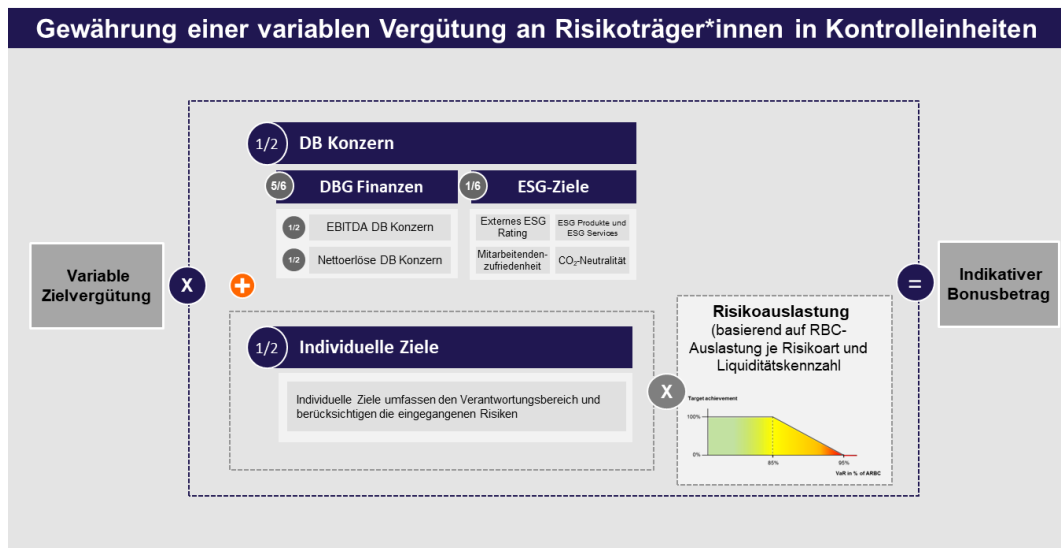 Gewährung einer variablen Vergütung an Risikoträger*innen in Kontrolleinheiten
Variable
Zielvergütung
X
1/2 DB Konzern
5/6 DBG Finanzen
1/2 EBITDA DB Konzern
1/2 Nettoerlöse DB Konzern
1/6 ESG-Ziele
Externes ESG
Rating
ESG Produkte und
ESG Services
Mitarbeitenden-
zufriedenheit
CO₂-Neutralität
+
1/2 Individuelle Ziele
Individuelle Ziele umfassen den Verantwortungsbereich und
berücksichtigen die eingegangenen Risiken
X
Risikoauslastung
(basierend auf RBC-
Auslastung je Risikoart und
Liquiditätskennzahl
Target achievement
100%
0%
85%
95%
VaR in % of ARBC
=
Indikativer
Bonusbetrag